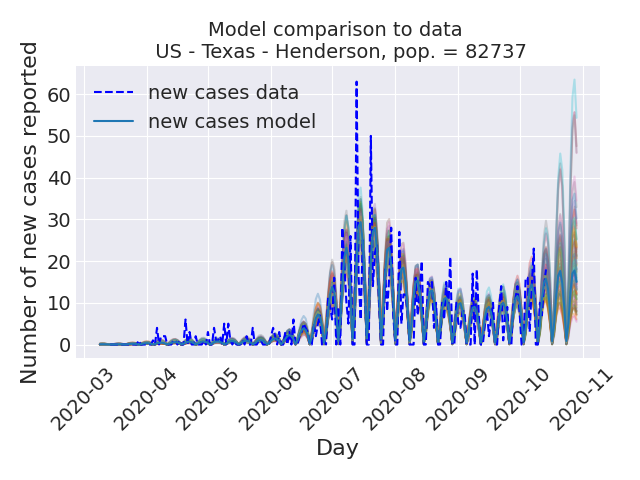 Model comparison to data
US - Texas - Henderson, pop. = 82737
Number of new cases reported
60
50
40
30
20
10
0
new cases data
new cases model
2020-03
2020-04
2020-05
2020-06
2020-07
2020-08
2020-09
2020-10
2020-11
Day